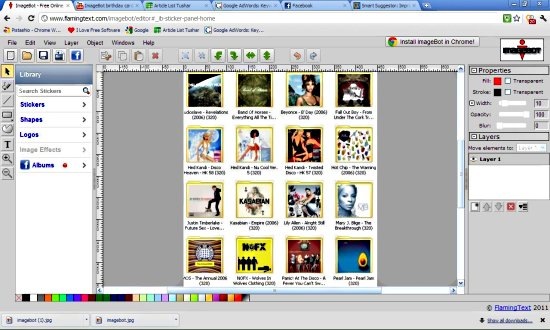 ImageBot - Free Online
ImageBot birthday car
Article List Tushar
Google AdWords: Key
Facebook
Smart Suggestor: Imp
www.flamingtext.com/imagebot/editor#_ib-sticker-panel-home
Patashio - Chrome W
I Love Free Software
Google
Article List Tushar
Google AdWords: Key...
File Edit View Layer Object Windows Help
Install ImageBot in Chrome!
IMAGEBOT
Library
Search Stickers
Stickers
Shapes
Logos
Image Effects
Albums
udioslave - Revelations (2006) (320)
Band Of Horses - Everything All The Ti...
Beyonce - B' Day (2006) (320)
Fall Out Boy - From Under The Cork Tr...
Hed Kandi - Disco Heaven - HK 58 (320)
Hed Kandi - Nu Cool Ver. 5 (320)
Hed Kandi - Twisted Disco - HK 57 (320)
Hot Chip - The Warning (2006) (320)
Justin Timberlake - Future Sex - Love...
KASABIAN
Kasabian - Empire (2006) (320)
Lily Allen - Alright Still (2006) (320)
Mary J. Blige - The Breakthrough (320)
NOFX
MOS - The Annual 2006
NOFX - Wolves In Wolves Clothing (320)
Panic! At The Disco - A Fever You Can't Sw...
Pearl Jam - Pearl Jam (320)
Properties
Fill: Transparent
Stroke: Transparent
Width: 10
Opacity: 100
Blur: 0
Layers
Move elements to: Layer
Layer 1
© FlamingText 2011
imagebot (1).jpg
imagebot.jpg
Show all downloads...